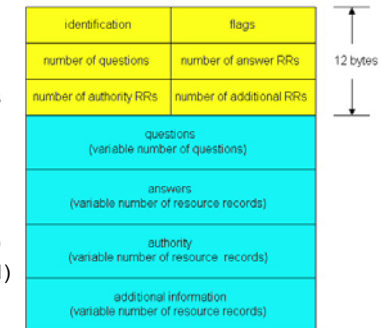 identification flags
number of questions number of answer RRs 12 bytes
number of authority RRs number of additional RRs
questions
(variable number of questions)
answers
(variable number of resource records)
authority
(variable number of resource records)
additional information
(variable number of resource records)